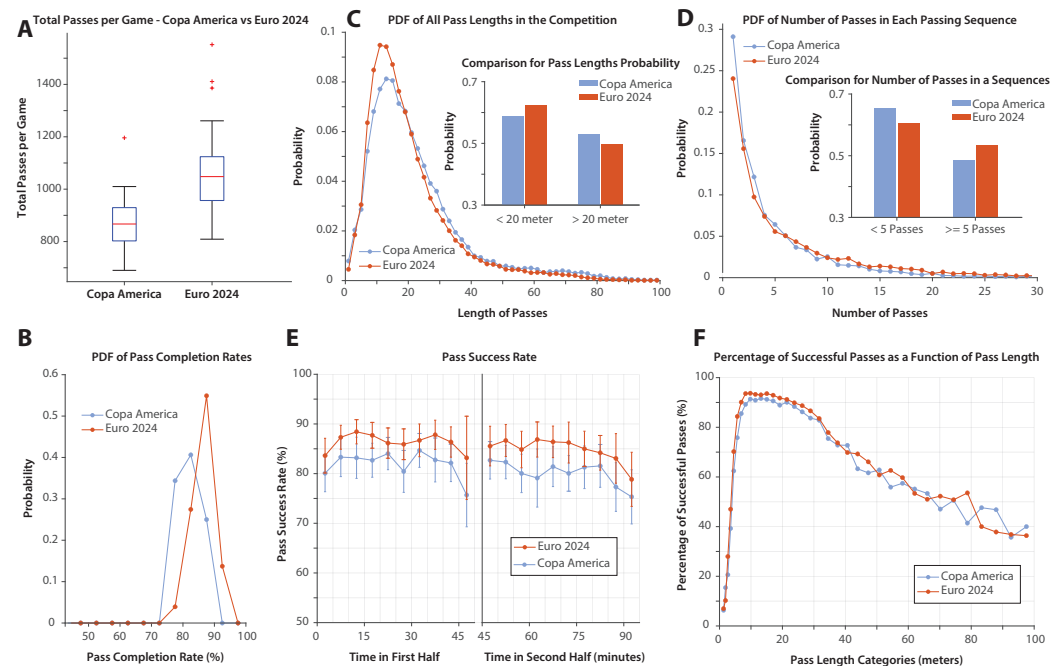 A
Total Passes per Game - Copa America vs Euro 2024
Total Passes per Game
1400
1200
1000
800
Copa America
Euro 2024
B
PDF of Pass Completion Rates
Probability
0.6
0.5
0.4
0.3
0.2
0.1
0
Copa America
Euro 2024
50 60 70 80 90 100
Pass Completion Rate (%)
C
PDF of All Pass Lengths in the Competition
Probability
0.1
0.08
0.06
0.04
0.02
0
Copa America
Euro 2024
0 20 40 60 80 100
Length of Passes
Comparison for Pass Lengths Probability
Probability
0.7
0.5
0.3
Copa America
Euro 2024
< 20 meter
> 20 meter
D
PDF of Number of Passes in Each Passing Sequence
Probability
0.3
0.25
0.2
0.15
0.1
0.05
0
Copa America
Euro 2024
0 5 10 15 20 25 30
Number of Passes
Comparison for Number of Passes in a Sequences
Probability
0.7
0.5
0.3
Copa America
Euro 2024
< 5 Passes
>= 5 Passes
E
Pass Success Rate
Pass Success Rate (%)
100
90
80
70
60
50
Euro 2024
Copa America
0 15 30 45
45 60 75 90
Time in First Half
Time in Second Half (minutes)
F
Percentage of Successful Passes as a Function of Pass Length
Percentage of Successful Passes (%)
100
80
60
40
20
0
Copa America
Euro 2024
0 20 40 60 80 100
Pass Length Categories (meters)